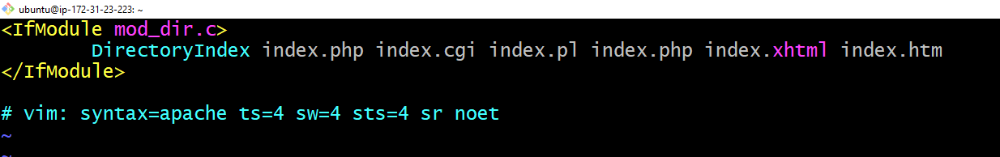 ubuntu@ip-172-31-23-223: ~
<IfModule mod_dir.c>
        DirectoryIndex index.php index.cgi index.pl index.php index.xhtml index.htm
</IfModule>

# vim: syntax=apache ts=4 sw=4 sts=4 sr noet
~
~